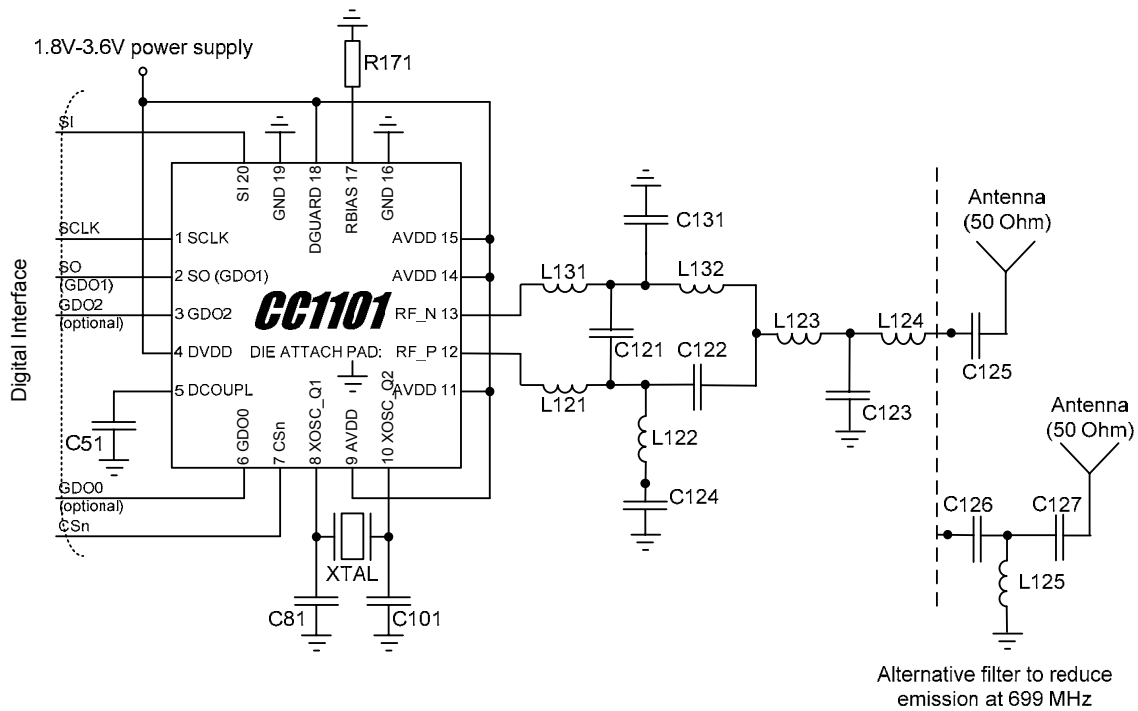 1.8V-3.6V power supply
R171
SI
SI 20
GND 19
DGUARD 18
RBIAS 17
GND 16
Antenna
(50 Ohm)
SCLK
1 SCLK
AVDD 15
C131
SO
(GDO1)
2 SO (GDO1)
AVDD 14
L131
L132
GDO2
(optional)
3 GDO2
CC1101
RF_N 13
C121
C122
L123
L124
4 DVDD
DIE ATTACH PAD:
RF_P 12
C125
Digital Interface
5 DCOUPL
AVDD 11
L121
C123
C51
6 GDO0
7 CSn
8 XOSC_Q1
9 AVDD
10 XOSC_Q2
L122
Antenna
(50 Ohm)
GDO0
(optional)
C124
C126
C127
CSn
XTAL
L125
C81
C101
Alternative filter to reduce
emission at 699 MHz